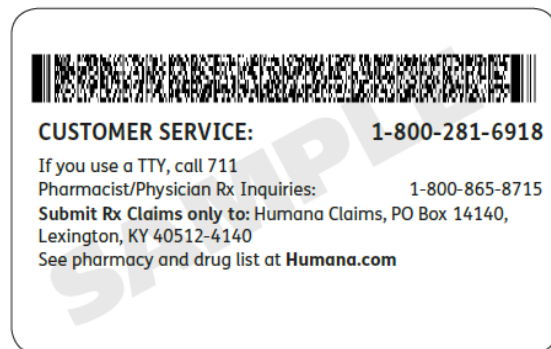 CUSTOMER SERVICE: 1-800-281-6918
If you use a TTY, call 711
Pharmacist/Physician Rx Inquiries: 1-800-865-8715
Submit Rx Claims only to: Humana Claims, PO Box 14140,
Lexington, KY 40512-4140
See pharmacy and drug list at Humana.com
SAMPLE